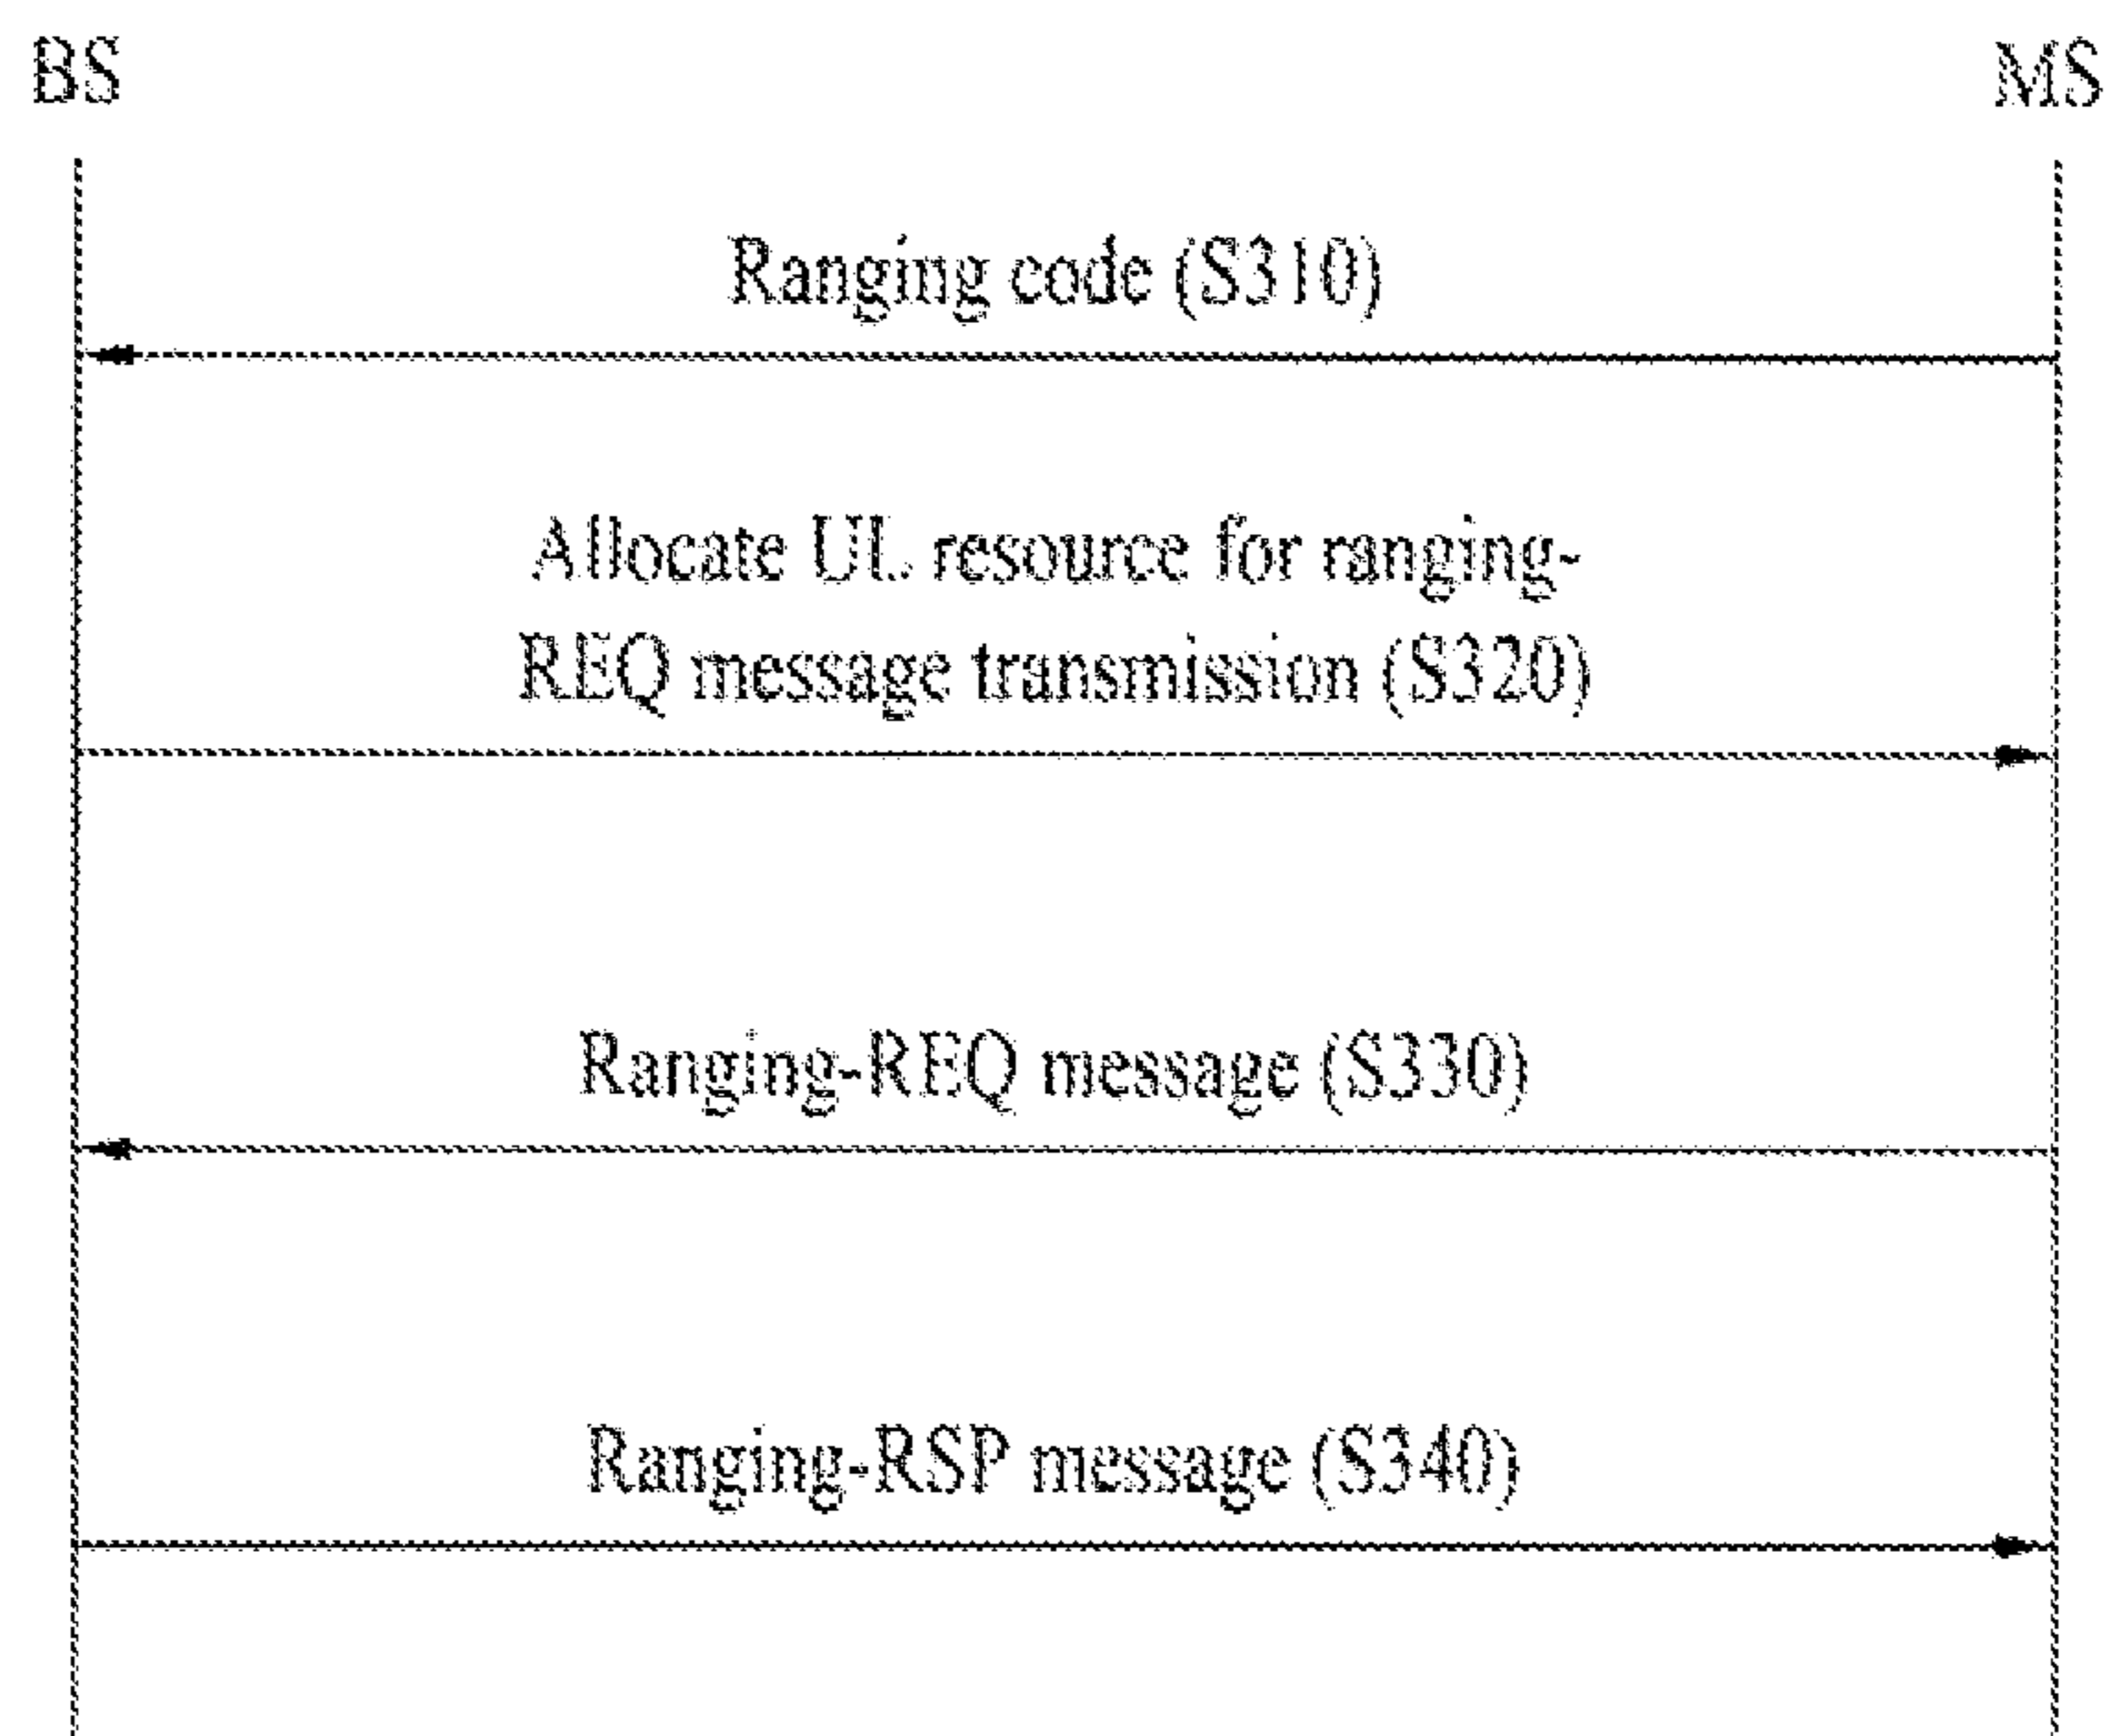 BS
MS
Ranging code (S310)
Allocate UL resource for ranging-
REQ message transmission (S320)
Ranging-REQ message (S330)
Ranging-RSP message (S340)